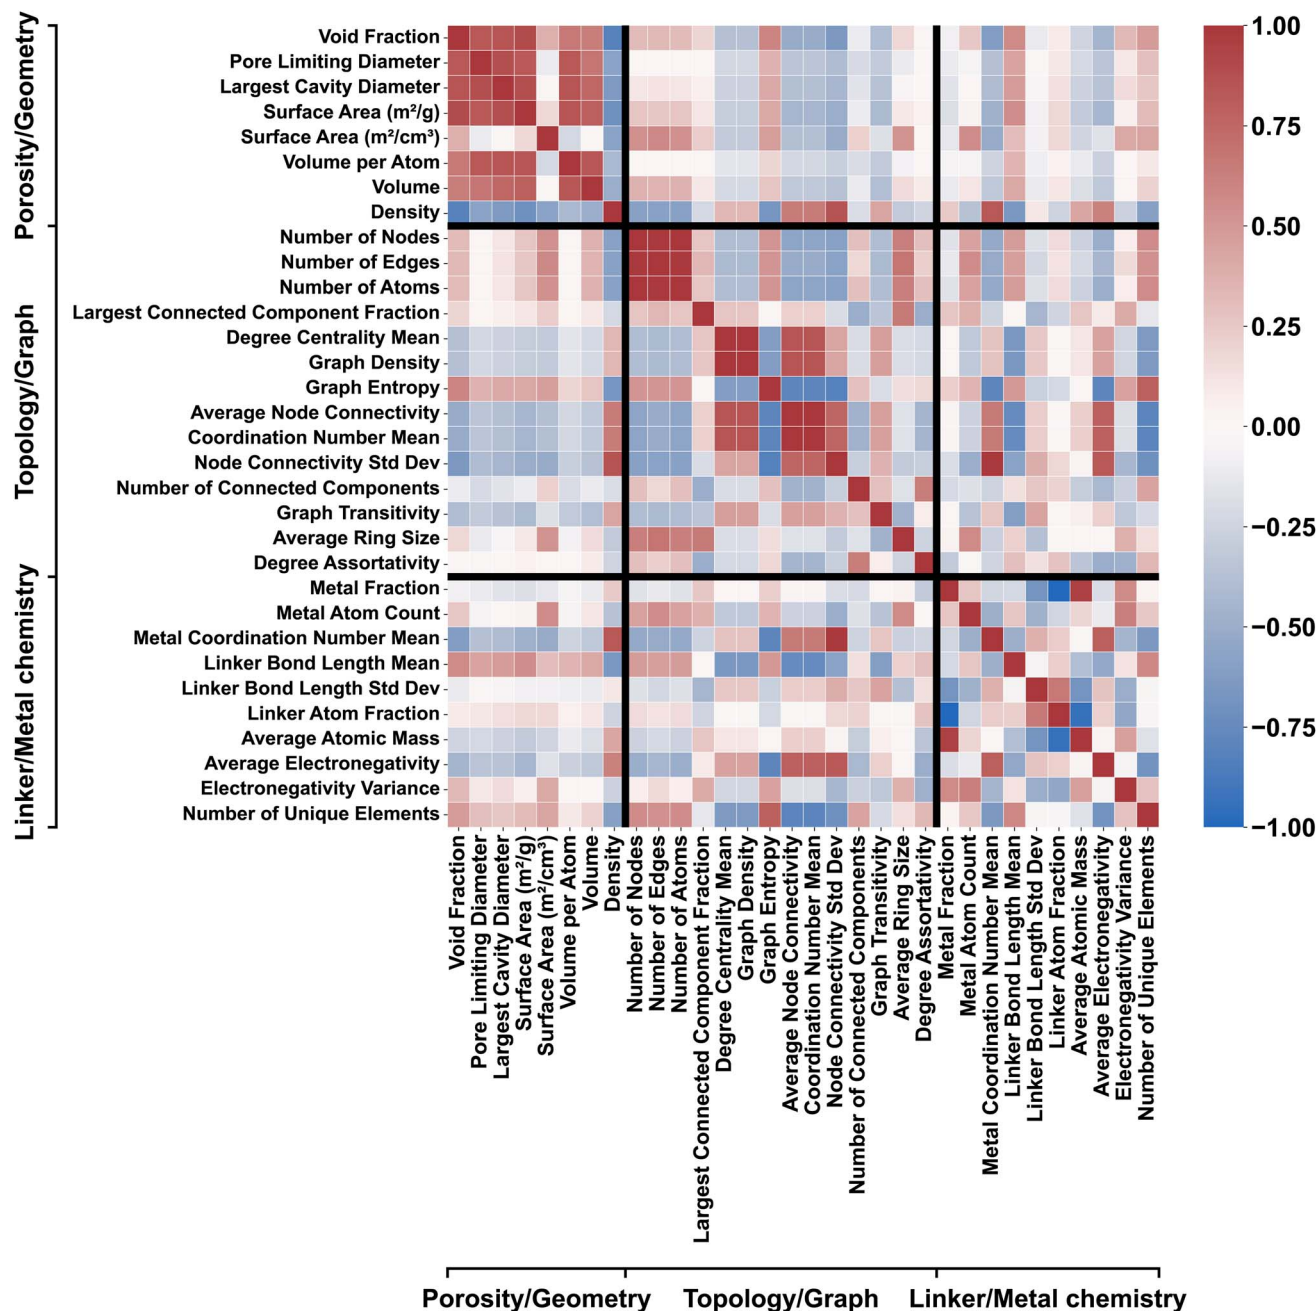 Porosity/Geometry
Topology/Graph
Linker/Metal chemistry
Void Fraction
Pore Limiting Diameter
Largest Cavity Diameter
Surface Area (m²/g)
Surface Area (m²/cm³)
Volume per Atom
Volume
Density
Number of Nodes
Number of Edges
Number of Atoms
Largest Connected Component Fraction
Degree Centrality Mean
Graph Density
Graph Entropy
Average Node Connectivity
Coordination Number Mean
Node Connectivity Std Dev
Number of Connected Components
Graph Transitivity
Average Ring Size
Degree Assortativity
Metal Fraction
Metal Atom Count
Metal Coordination Number Mean
Linker Bond Length Mean
Linker Bond Length Std Dev
Linker Atom Fraction
Average Atomic Mass
Average Electronegativity
Electronegativity Variance
Number of Unique Elements
1.00
0.75
0.50
0.25
0.00
−0.25
−0.50
−0.75
−1.00
Void Fraction
Pore Limiting Diameter
Largest Cavity Diameter
Surface Area (m²/g)
Surface Area (m²/cm³)
Volume per Atom
Volume
Density
Number of Nodes
Number of Edges
Number of Atoms
Largest Connected Component Fraction
Degree Centrality Mean
Graph Density
Graph Entropy
Average Node Connectivity
Coordination Number Mean
Node Connectivity Std Dev
Number of Connected Components
Graph Transitivity
Average Ring Size
Degree Assortativity
Metal Fraction
Metal Atom Count
Metal Coordination Number Mean
Linker Bond Length Mean
Linker Bond Length Std Dev
Linker Atom Fraction
Average Atomic Mass
Average Electronegativity
Electronegativity Variance
Number of Unique Elements
Porosity/Geometry
Topology/Graph
Linker/Metal chemistry